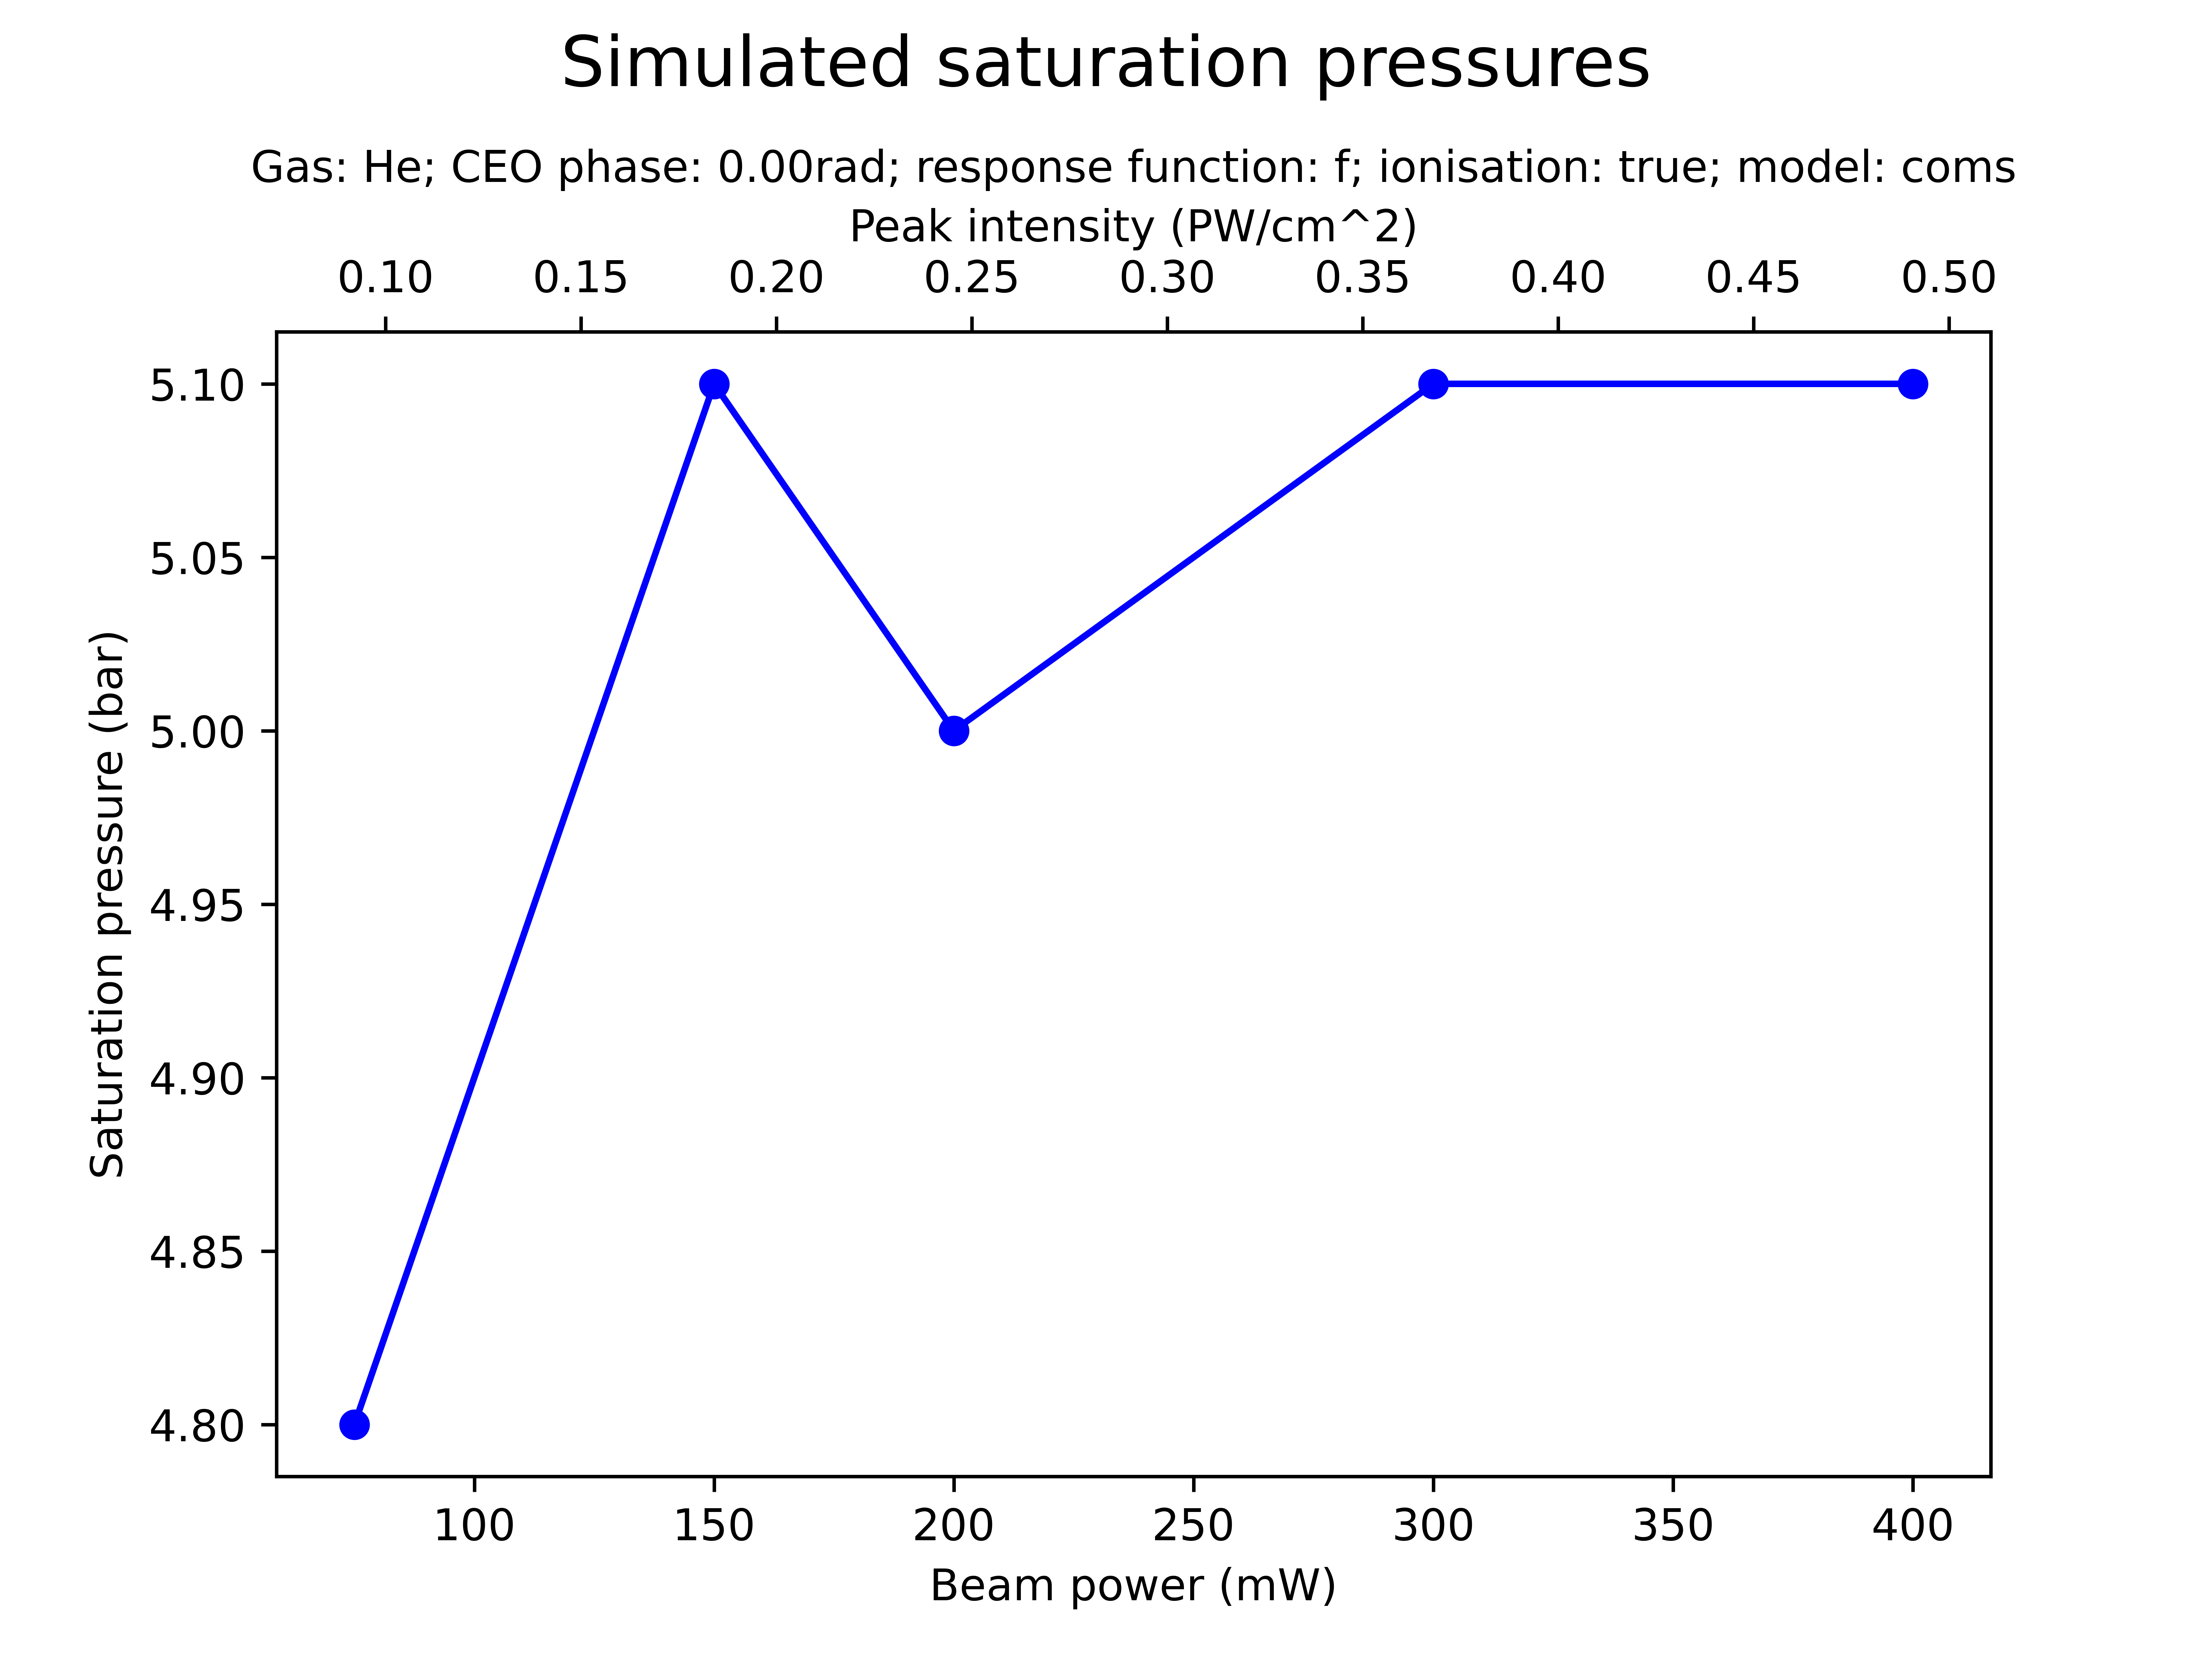 Simulated saturation pressures
Gas: He; CEO phase: 0.00rad; response function: f; ionisation: true; model: coms
Peak intensity (PW/cm^2)
0.10 0.15 0.20 0.25 0.30 0.35 0.40 0.45 0.50
5.10
5.05
5.00
4.95
4.90
4.85
4.80
Saturation pressure (bar)
100 150 200 250 300 350 400
Beam power (mW)